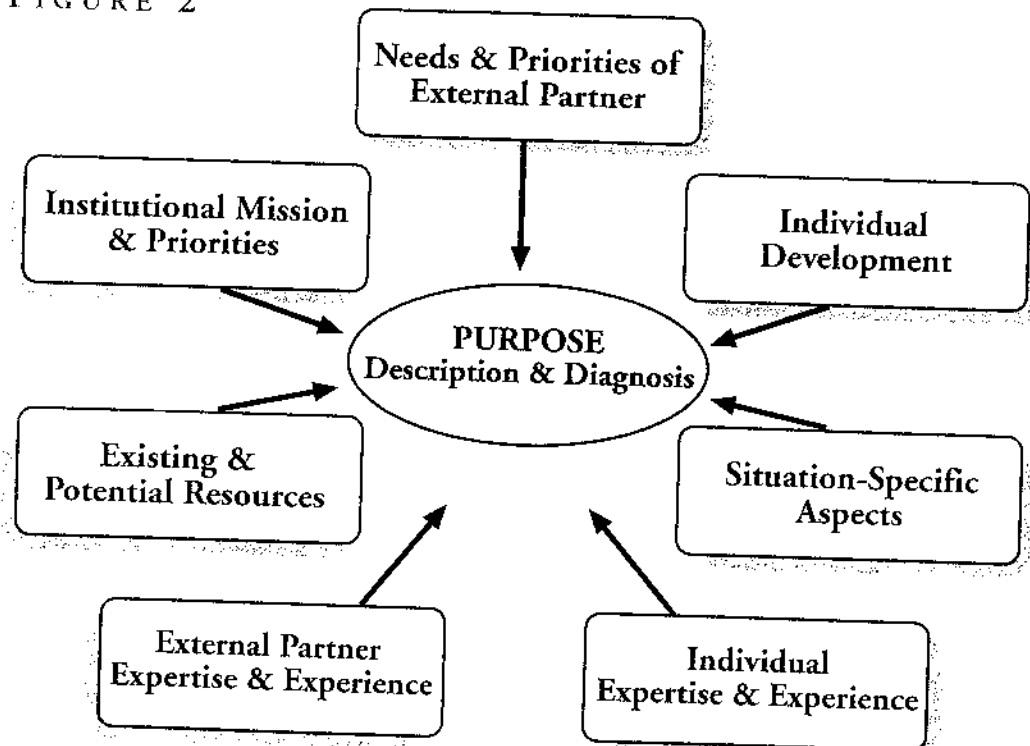 FIGURE 2
Needs & Priorities of
External Partner
Institutional Mission
& Priorities
Individual
Development
PURPOSE
Description & Diagnosis
Existing &
Potential Resources
Situation-Specific
Aspects
External Partner
Expertise & Experience
Individual
Expertise & Experience